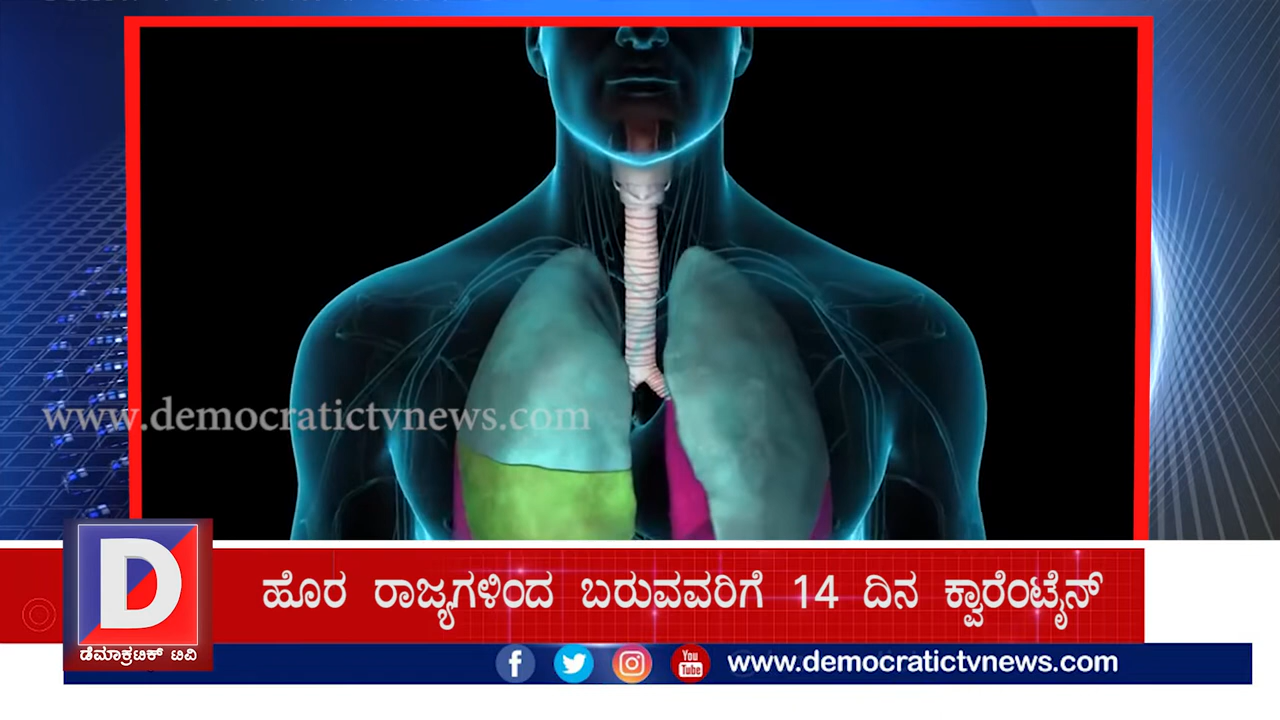 www.democratictvnews.com
D
ಹೊರ ರಾಜ್ಯಗಳಿಂದ ಬರುವವರಿಗೆ 14 ದಿನ ಕ್ವಾರೆಂಟೈನ್
ಡೆಮಾಕ್ರಟಿಕ್ ಟಿವಿ
f You Tube www.democratictvnews.com